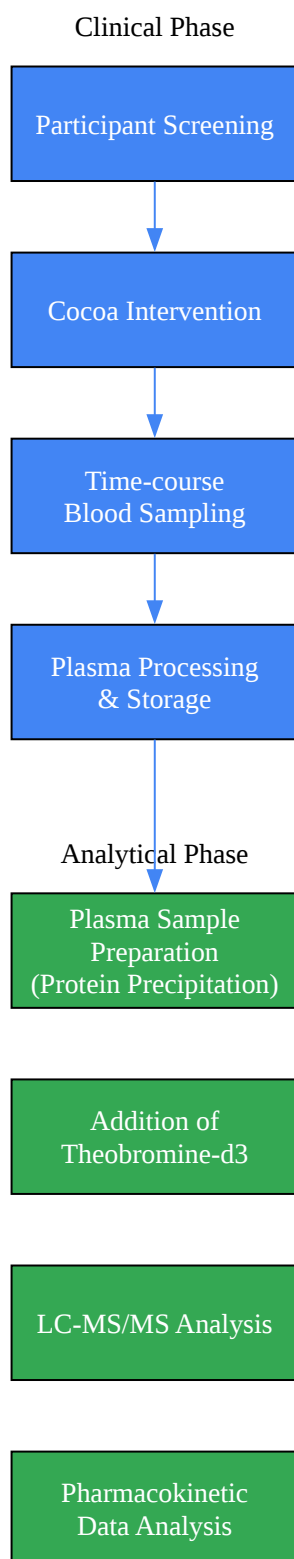 Clinical Phase
Participant Screening
Cocoa Intervention
Time-course
Blood Sampling
Plasma Processing
& Storage
Analytical Phase
Plasma Sample
Preparation
(Protein Precipitation)
Addition of
Theobromine-d3
LC-MS/MS Analysis
Pharmacokinetic
Data Analysis